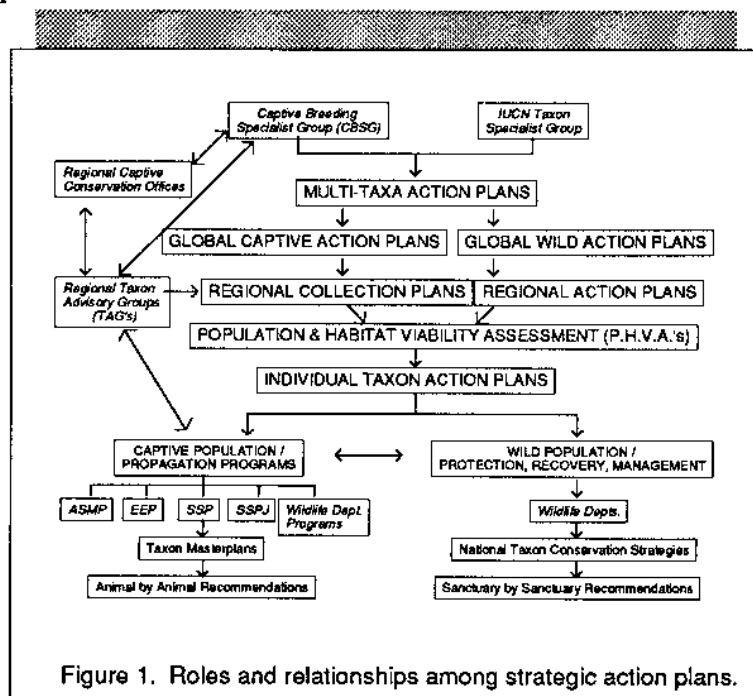 Captive Breeding
Specialist Group (CBSG)
IUCN Taxon
Specialist Group
Regional Captive
Conservation Offices
MULTI-TAXA ACTION PLANS
GLOBAL CAPTIVE ACTION PLANS
GLOBAL WILD ACTION PLANS
Regional Taxon
Advisory Groups
(TAG's)
REGIONAL COLLECTION PLANS
REGIONAL ACTION PLANS
POPULATION & HABITAT VIABILITY ASSESSMENT (P.H.V.A.'s)
INDIVIDUAL TAXON ACTION PLANS
CAPTIVE POPULATION /
PROPAGATION PROGRAMS
WILD POPULATION /
PROTECTION, RECOVERY, MANAGEMENT
ASMP
EEP
SSP
SSPJ
Wildlife Dept.
Programs
Wildlife Depts.
Taxon Masterplans
National Taxon Conservation Strategies
Animal by Animal Recommendations
Sanctuary by Sanctuary Recommendations
Figure 1. Roles and relationships among strategic action plans.